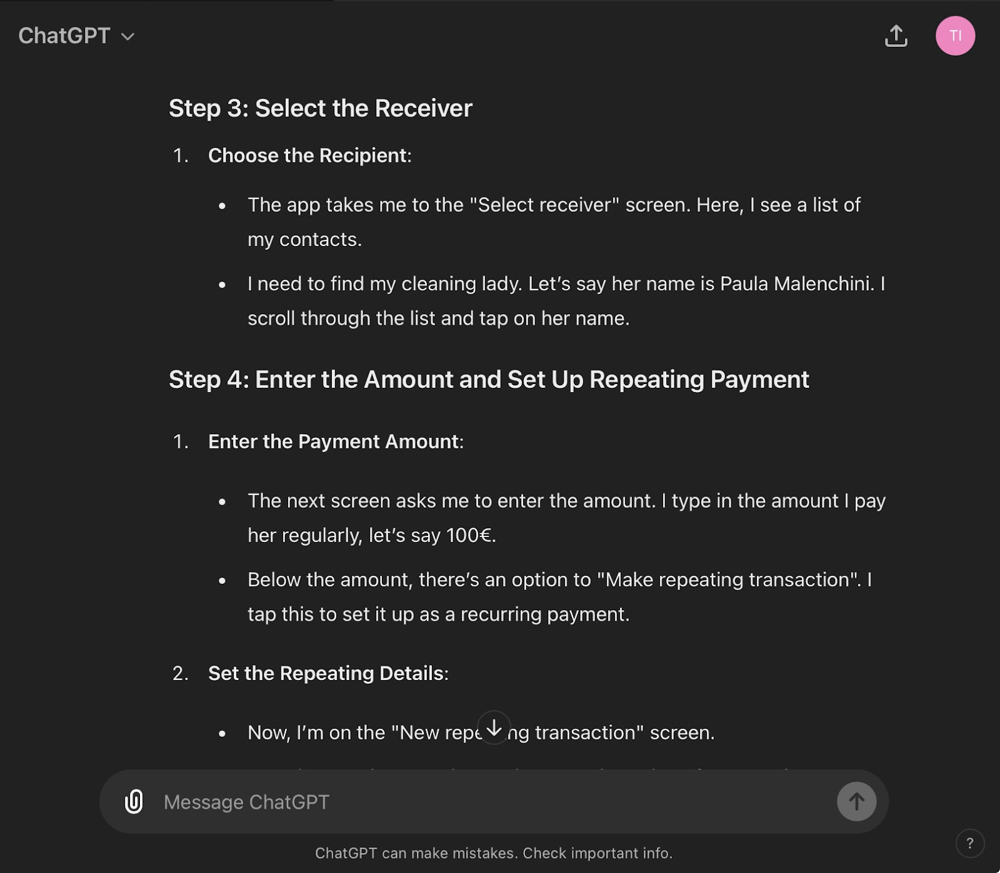 ChatGPT
TI
Step 3: Select the Receiver
1. Choose the Recipient:
• The app takes me to the "Select receiver" screen. Here, I see a list of
my contacts.
• I need to find my cleaning lady. Let’s say her name is Paula Malenchini. I
scroll through the list and tap on her name.
Step 4: Enter the Amount and Set Up Repeating Payment
1. Enter the Payment Amount:
• The next screen asks me to enter the amount. I type in the amount I pay
her regularly, let’s say 100€.
• Below the amount, there’s an option to "Make repeating transaction". I
tap this to set it up as a recurring payment.
2. Set the Repeating Details:
• Now, I’m on the "New repeating transaction" screen.
Message ChatGPT
ChatGPT can make mistakes. Check important info.
?